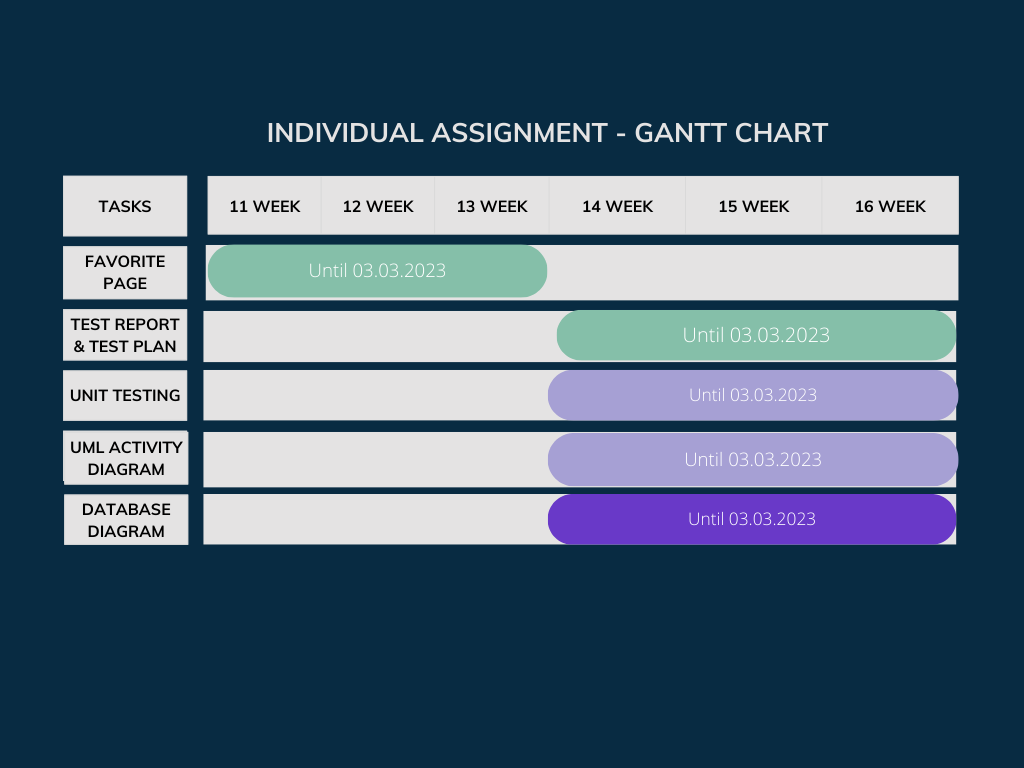 INDIVIDUAL ASSIGNMENT - GANTT CHART
TASKS 11 WEEK 12 WEEK 13 WEEK 14 WEEK 15 WEEK 16 WEEK
FAVORITE
PAGE
Until 03.03.2023
TEST REPORT
& TEST PLAN
Until 03.03.2023
UNIT TESTING Until 03.03.2023
UML ACTIVITY
DIAGRAM
Until 03.03.2023
DATABASE
DIAGRAM
Until 03.03.2023